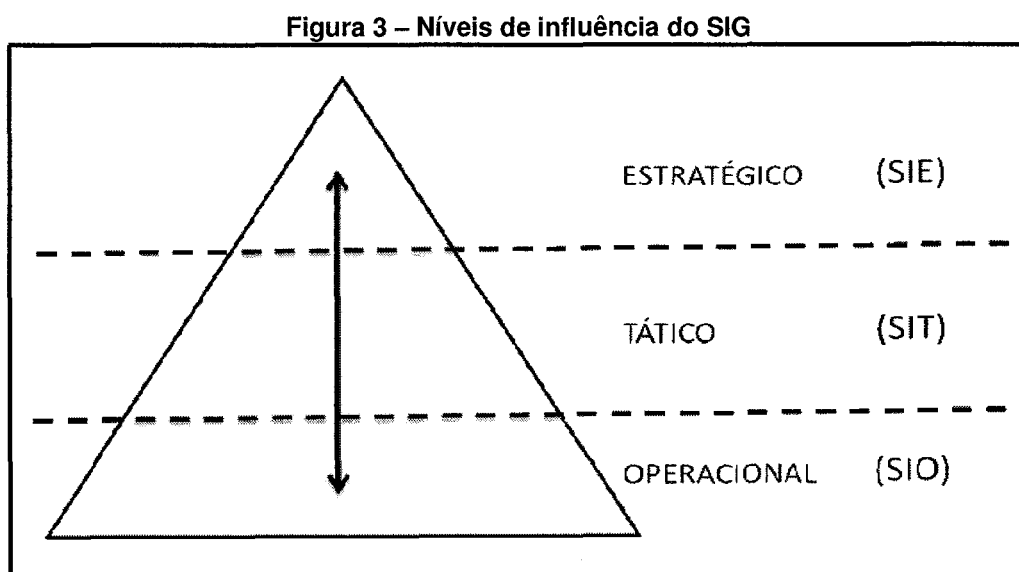 Figura 3 – Níveis de influência do SIG
ESTRATÉGICO (SIE)
TÁTICO (SIT)
OPERACIONAL (SIO)